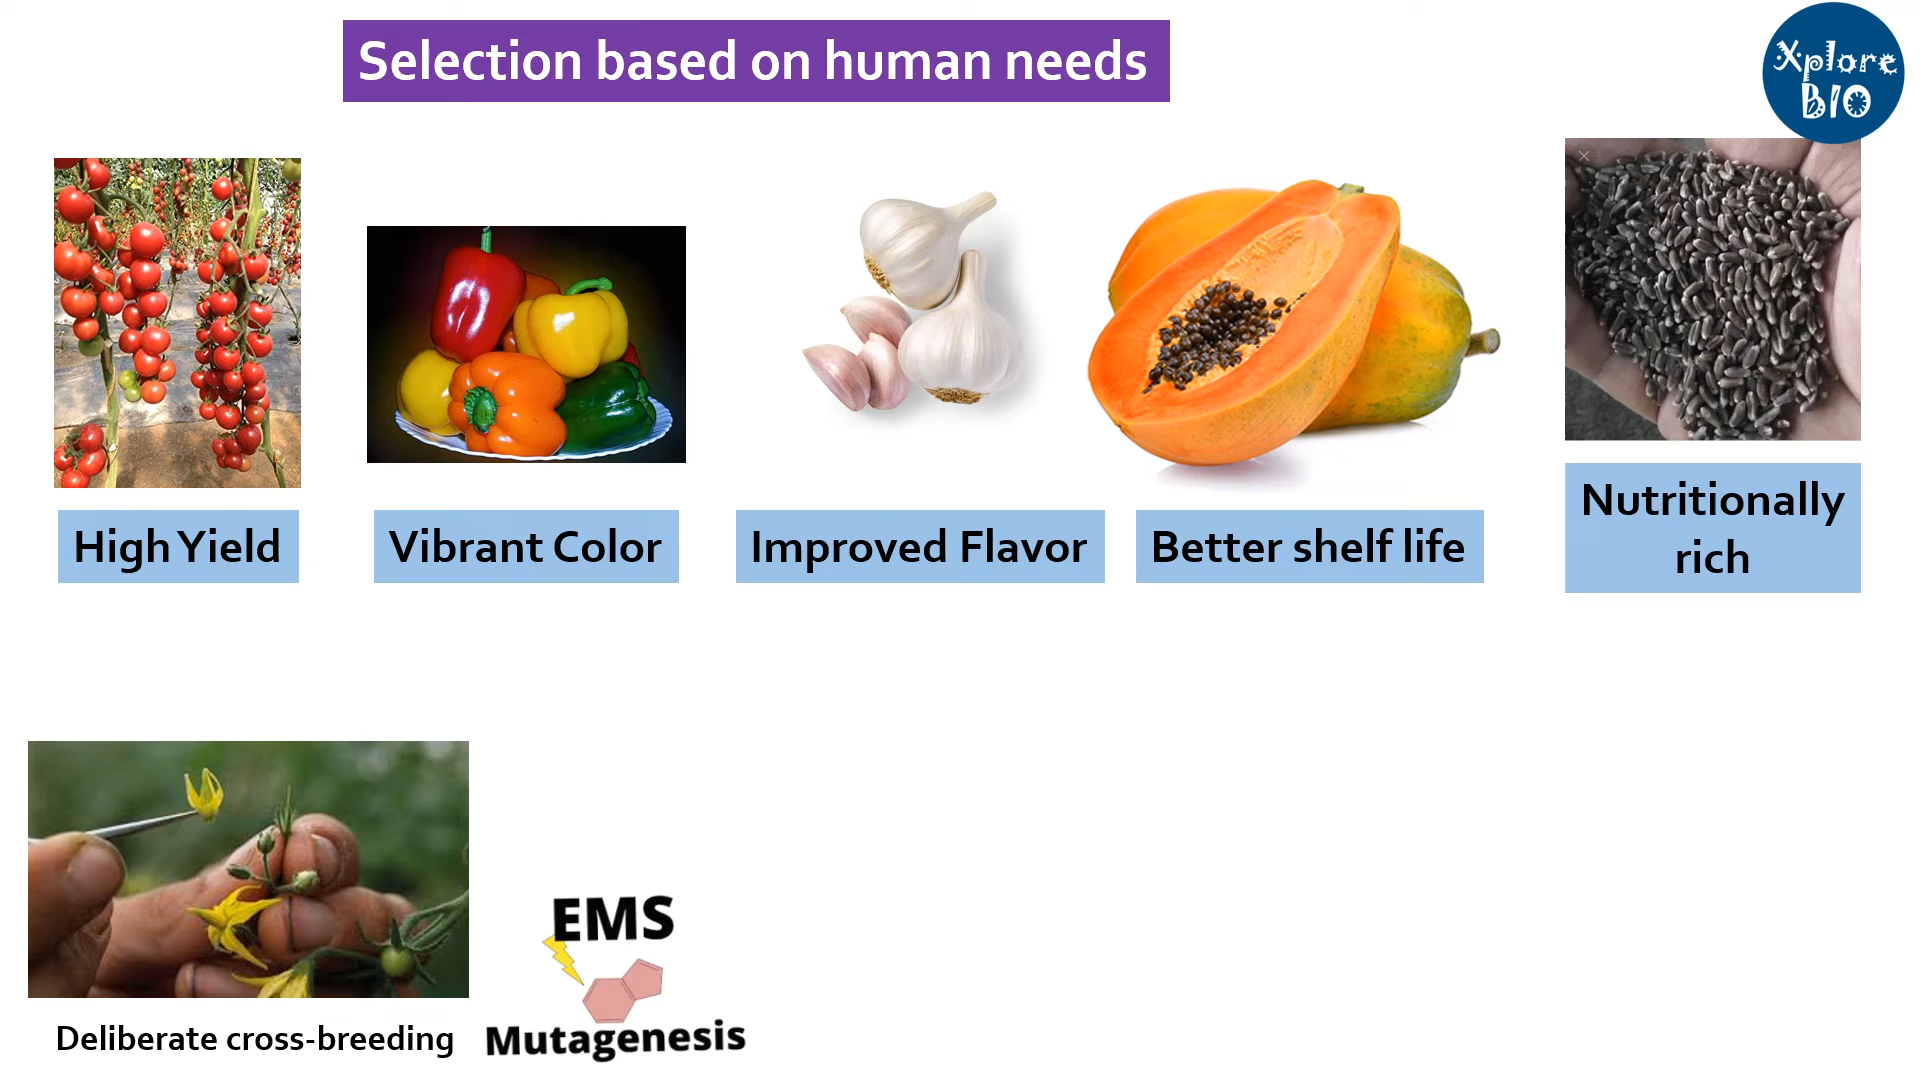 Selection based on human needs
Xplore
BIO
High Yield
Vibrant Color
Improved Flavor
Better shelf life
Nutritionally
rich
Deliberate cross-breeding
EMS
Mutagenesis